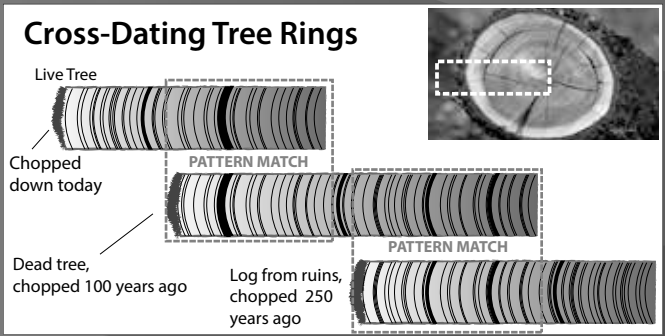 Cross-Dating Tree Rings
Live Tree
Chopped
down today
PATTERN MATCH
Dead tree,
chopped 100 years ago
PATTERN MATCH
Log from ruins,
chopped 250
years ago